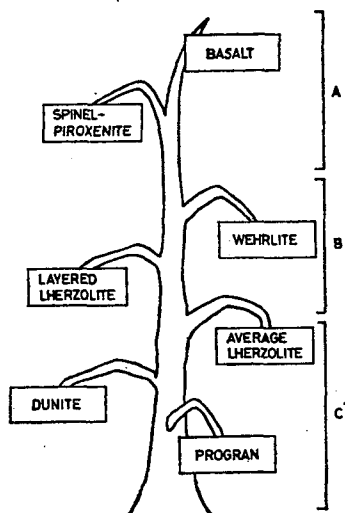 BASALT
A
SPINEL-
PIROXENITE
WEHRLITE
B
LAYERED
LHERZOLITE
AVERAGE
LHERZOLITE
DUNITE
C
PROGRAN